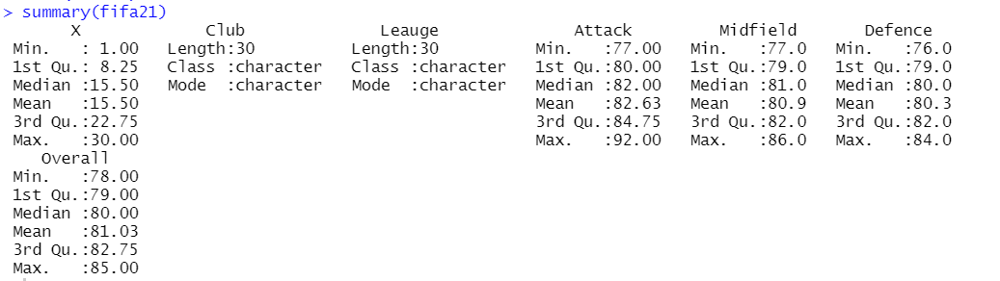 > summary(fifa21)
X Club Leauge Attack Midfield Defence
Min. : 1.00 Length:30 Length:30 Min. :77.00 Min. :77.0 Min. :76.0
1st Qu.: 8.25 Class :character Class :character 1st Qu.:80.00 1st Qu.:79.0 1st Qu.:79.0
Median :15.50 Mode :character Mode :character Median :82.00 Median :81.0 Median :80.0
Mean :15.50 Mean :82.63 Mean :80.9 Mean :80.3
3rd Qu.:22.75 3rd Qu.:84.75 3rd Qu.:82.0 3rd Qu.:82.0
Max. :30.00 Max. :92.00 Max. :86.0 Max. :84.0
Overall
Min. :78.00
1st Qu.:79.00
Median :80.00
Mean :81.03
3rd Qu.:82.75
Max. :85.00